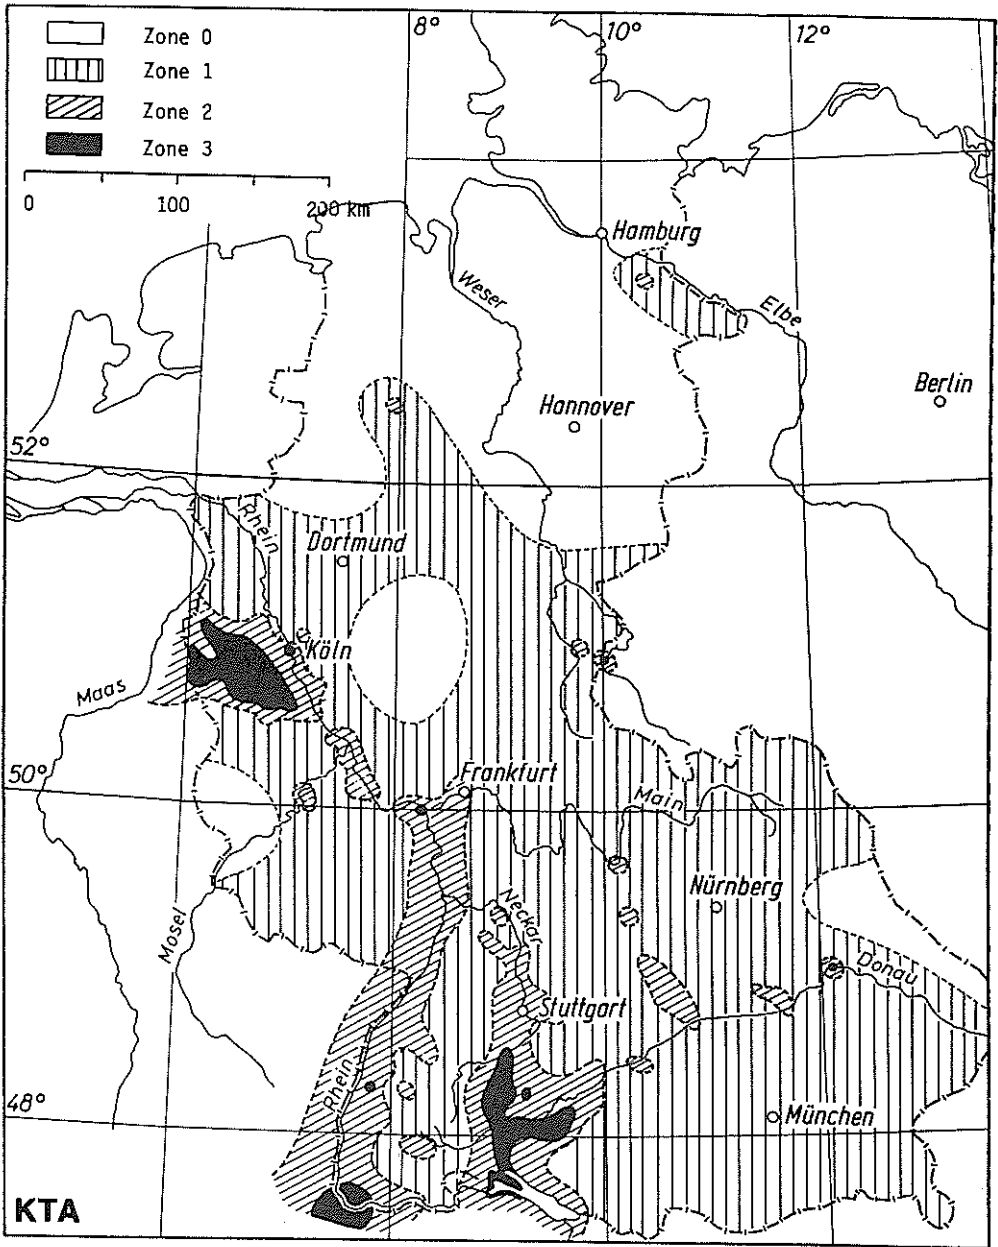 8°
10°
12°
Zone 0
Zone 1
Zone 2
Zone 3
0
100
200 km
Hamburg
Weser
Elbe
Berlin
Hannover
52°
Rhein
Dortmund
Köln
Maas
50°
Frankfurt
Main
Nürnberg
Neckar
Mosel
Donau
Stuttgart
Rhein
48°
München
KTA